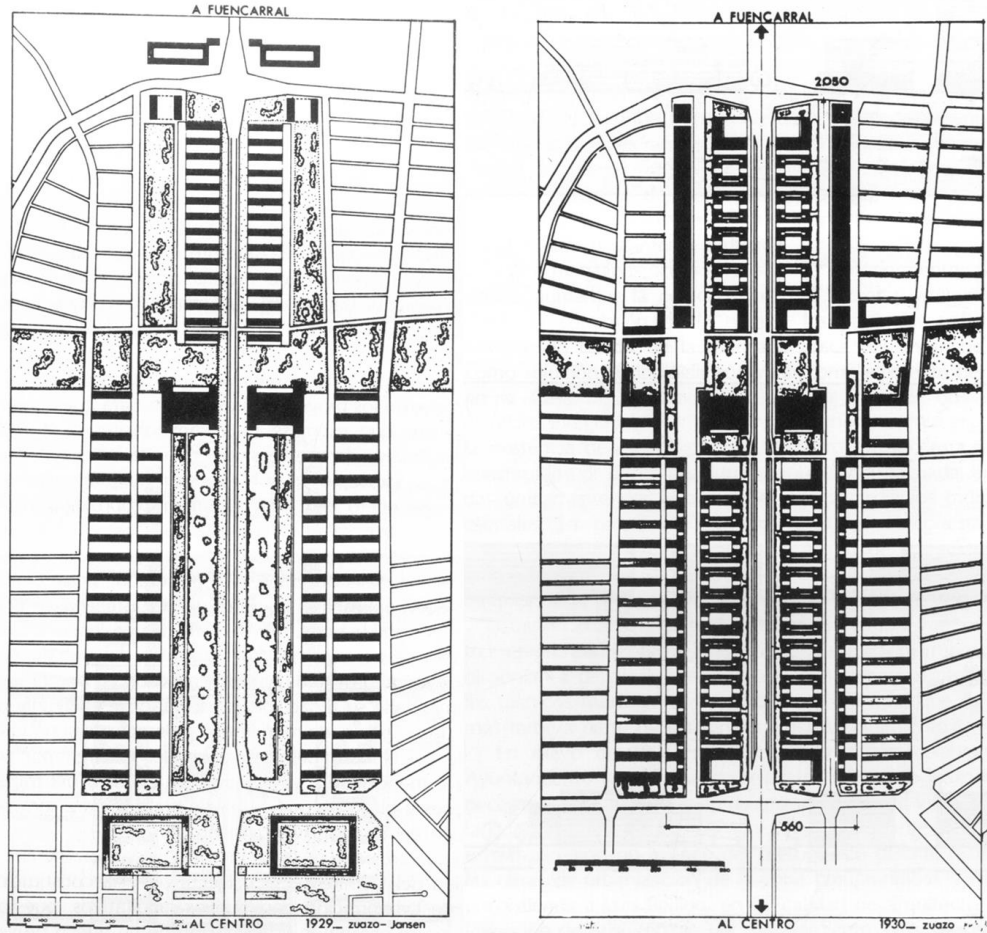 A FUENCARRAL
AL CENTRO 1929_ zuazo-Jansen
A FUENCARRAL
2050
560
AL CENTRO 1930_ zuazo